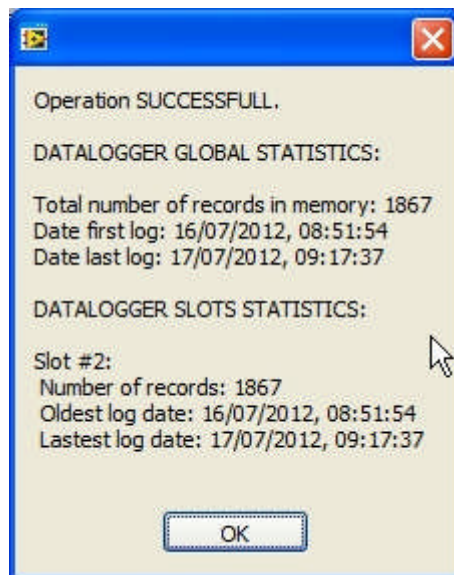 Operation SUCCESSFULL.
DATALOGGER GLOBAL STATISTICS:
Total number of records in memory: 1867
Date first log: 16/07/2012, 08:51:54
Date last log: 17/07/2012, 09:17:37
DATALOGGER SLOTS STATISTICS:
Slot #2:
Number of records: 1867
Oldest log date: 16/07/2012, 08:51:54
Lastest log date: 17/07/2012, 09:17:37
OK